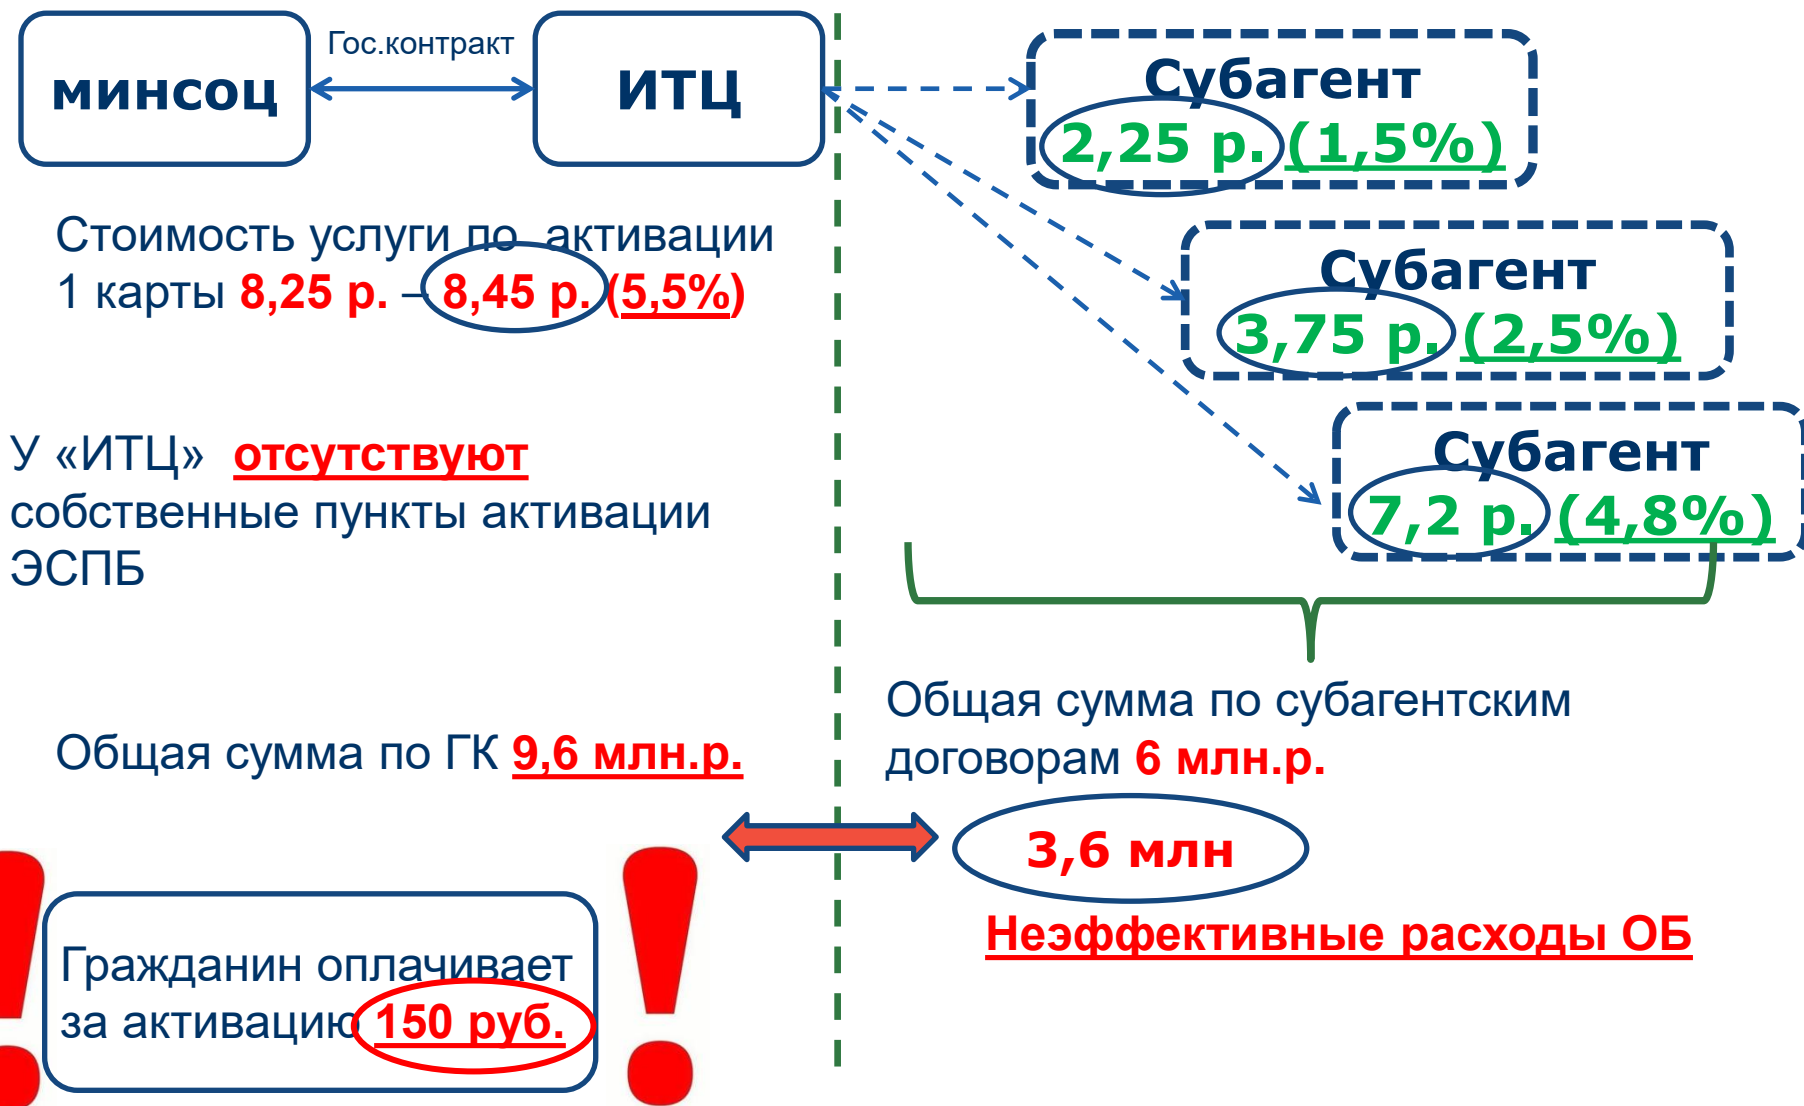 минсоц
Гос.контракт
ИТЦ
Субагент
2,25 р. (1,5%)
Стоимость услуги по активации
1 карты 8,25 р. – 8,45 р. (5,5%)
Субагент
3,75 р. (2,5%)
У «ИТЦ» отсутствуют
собственные пункты активации
ЭСПБ
Субагент
7,2 р. (4,8%)
Общая сумма по ГК 9,6 млн.р.
Общая сумма по субагентским
договорам 6 млн.р.
3,6 млн
Неэффективные расходы ОБ
Гражданин оплачивает
за активацию 150 руб.